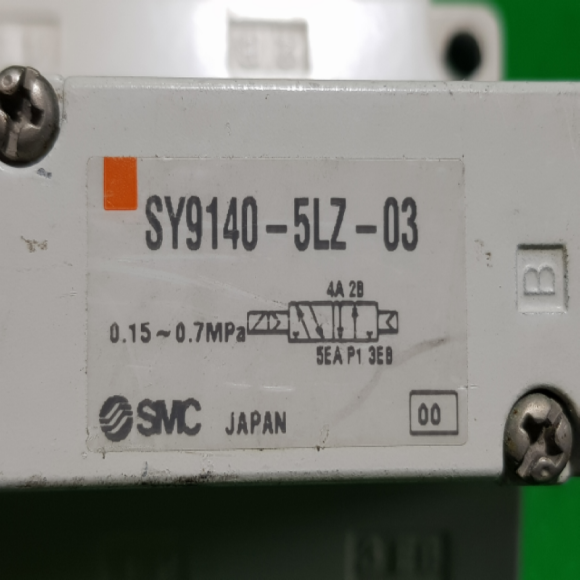 SY9140-5LZ-03
4A 2B
0.15~0.7MPa
5EA P1 3EB
SMC JAPAN
00
B